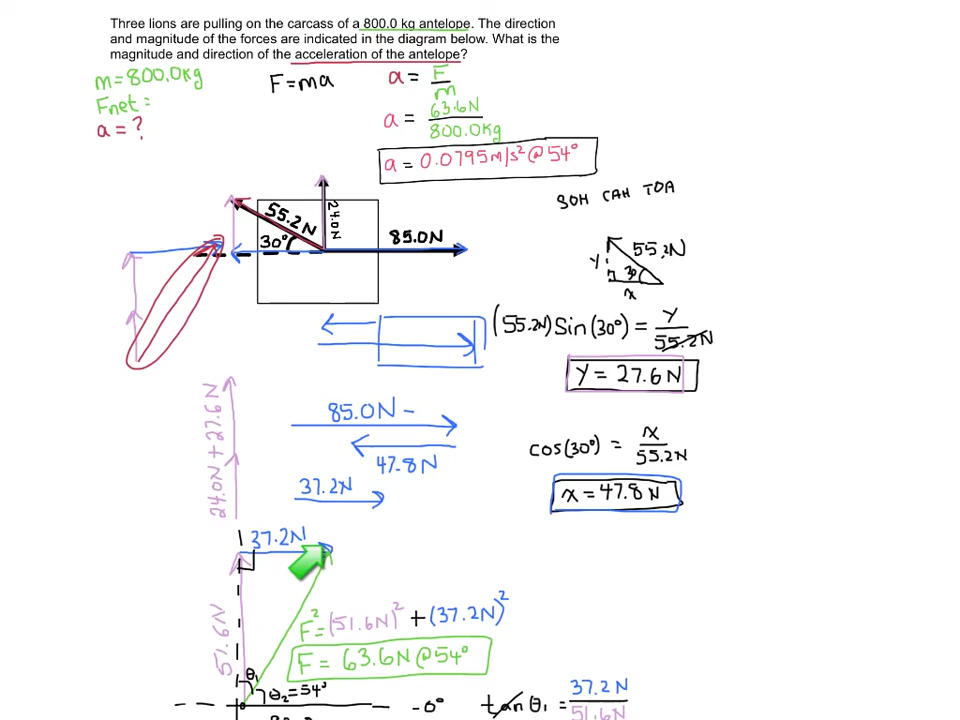 Three lions are pulling on the carcass of a 800.0 kg antelope. The direction
and magnitude of the forces are indicated in the diagram below. What is the
magnitude and direction of the acceleration of the antelope?
m=800.0kg
Fnet =
a = ?
F=ma
a = F/m
a = 63.6N/800.0kg
a = 0.0795m/s² @ 54°
SOH CAH TOA
55.2N
30°
24.0N
85.0N
55.2N
y
30
x
(55.2N) Sin(30°) = y/55.2N
y = 27.6N
24.0N + 27.6N
85.0N -
47.8N
37.2N
cos(30°) = x/55.2N
x = 47.8N
37.2N
51.6N
F² = (51.6N)² + (37.2N)²
F = 63.6N @ 54°
θ₁
θ₂=54°
-0°
tan θ₁ = 37.2N/51.6N